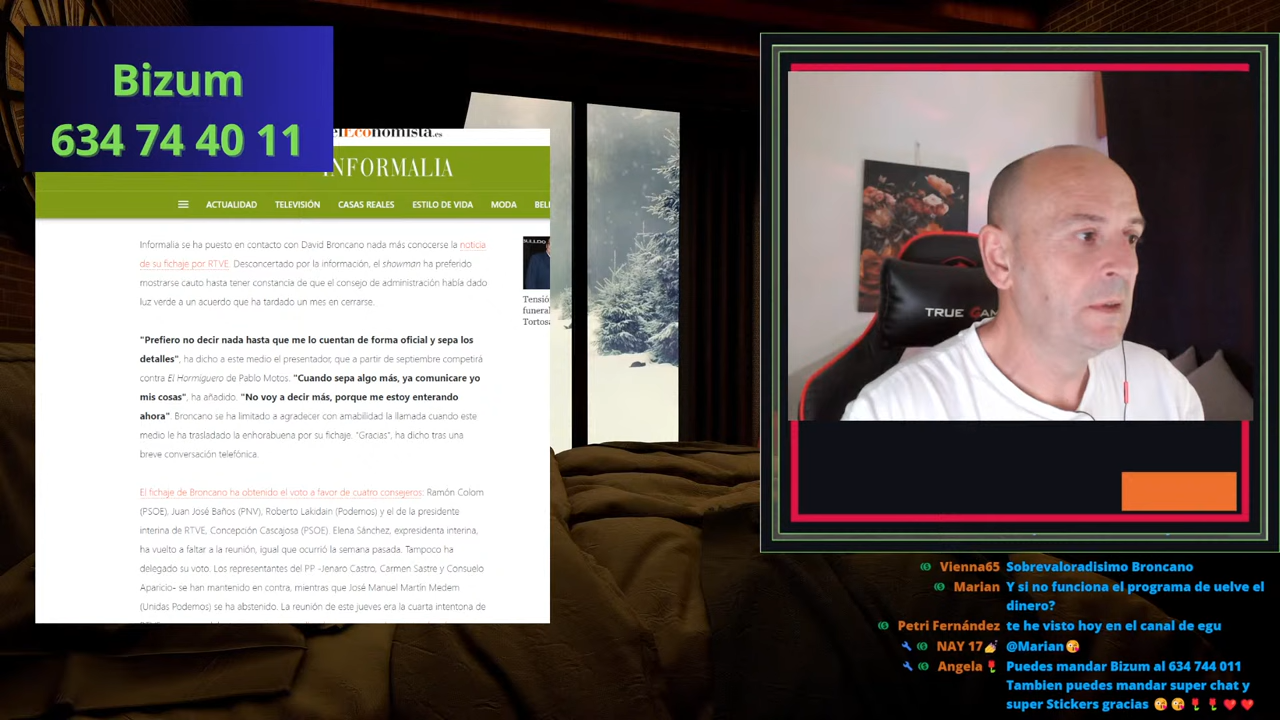 Bizum
634 74 40 11
elEconomista.es
INFORMALIA
ACTUALIDAD TELEVISIÓN CASAS REALES ESTILO DE VIDA MODA BEL
Informalia se ha puesto en contacto con David Broncano nada más conocerse la noticia
de su fichaje por RTVE. Desconcertado por la información, el showman ha preferido
mostrarse cauto hasta tener constancia de que el consejo de administración había dado
luz verde a un acuerdo que ha tardado un mes en cerrarse.
"Prefiero no decir nada hasta que me lo cuentan de forma oficial y sepa los
detalles", ha dicho a este medio el presentador, que a partir de septiembre competirá
contra El Hormiguero de Pablo Motos. "Cuando sepa algo más, ya comunicare yo
mis cosas", ha añadido. "No voy a decir más, porque me estoy enterando
ahora". Broncano se ha limitado a agradecer con amabilidad la llamada cuando este
medio le ha trasladado la enhorabuena por su fichaje. "Gracias", ha dicho tras una
breve conversación telefónica.
El fichaje de Broncano ha obtenido el voto a favor de cuatro consejeros: Ramón Colom
(PSOE), Juan José Baños (PNV), Roberto Lakidain (Podemos) y el de la presidente
interina de RTVE, Concepción Cascajosa (PSOE). Elena Sánchez, expresidenta interina,
ha vuelto a faltar a la reunión, igual que ocurrió la semana pasada. Tampoco ha
delegado su voto. Los representantes del PP -Jenaro Castro, Carmen Sastre y Consuelo
Aparicio- se han mantenido en contra, mientras que José Manuel Martín Medem
(Unidas Podemos) se ha abstenido. La reunión de este jueves era la cuarta intentona de
Tensió
funeral
Tortosa
TRUE GAM
Vienna65 Sobrevaloradisimo Broncano
Marian Y si no funciona el programa de uelve el
dinero?
Petri Fernández te he visto hoy en el canal de egu
NAY 17💅 @Marian😘
Angela🌷 Puedes mandar Bizum al 634 744 011
Tambien puedes mandar super chat y
super Stickers gracias 😘😘🌷🌷❤️❤️